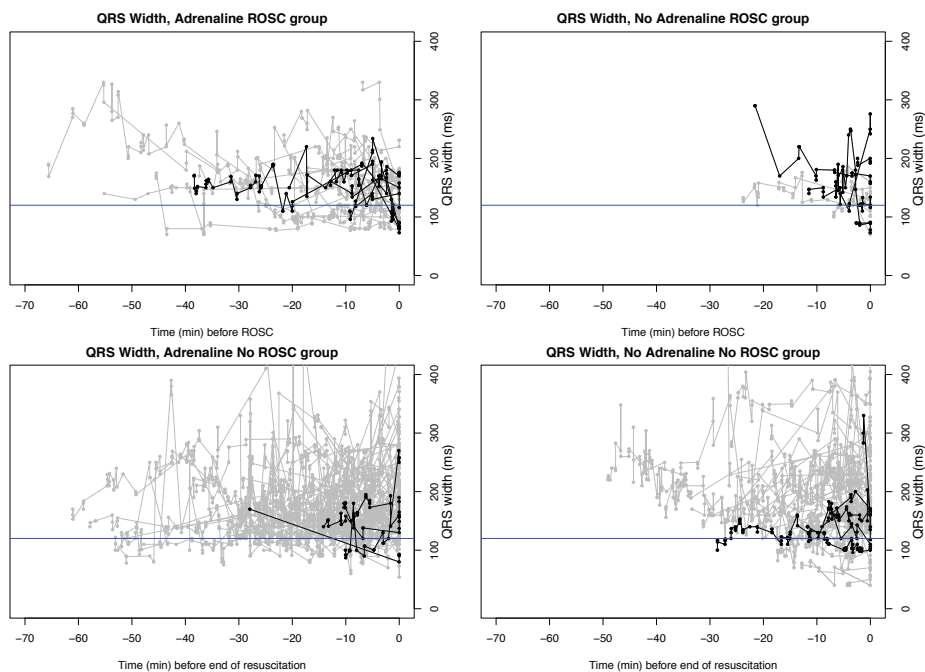 QRS Width, Adrenaline ROSC group
QRS Width, No Adrenaline ROSC group
0 100 200 300 400
QRS width (ms)
0 100 200 300 400
QRS width (ms)
−70 −60 −50 −40 −30 −20 −10 0
−70 −60 −50 −40 −30 −20 −10 0
Time (min) before ROSC
Time (min) before ROSC
QRS Width, Adrenaline No ROSC group
QRS Width, No Adrenaline No ROSC group
0 100 200 300 400
QRS width (ms)
0 100 200 300 400
QRS width (ms)
−70 −60 −50 −40 −30 −20 −10 0
−70 −60 −50 −40 −30 −20 −10 0
Time (min) before end of resuscitation
Time (min) before end of resuscitation